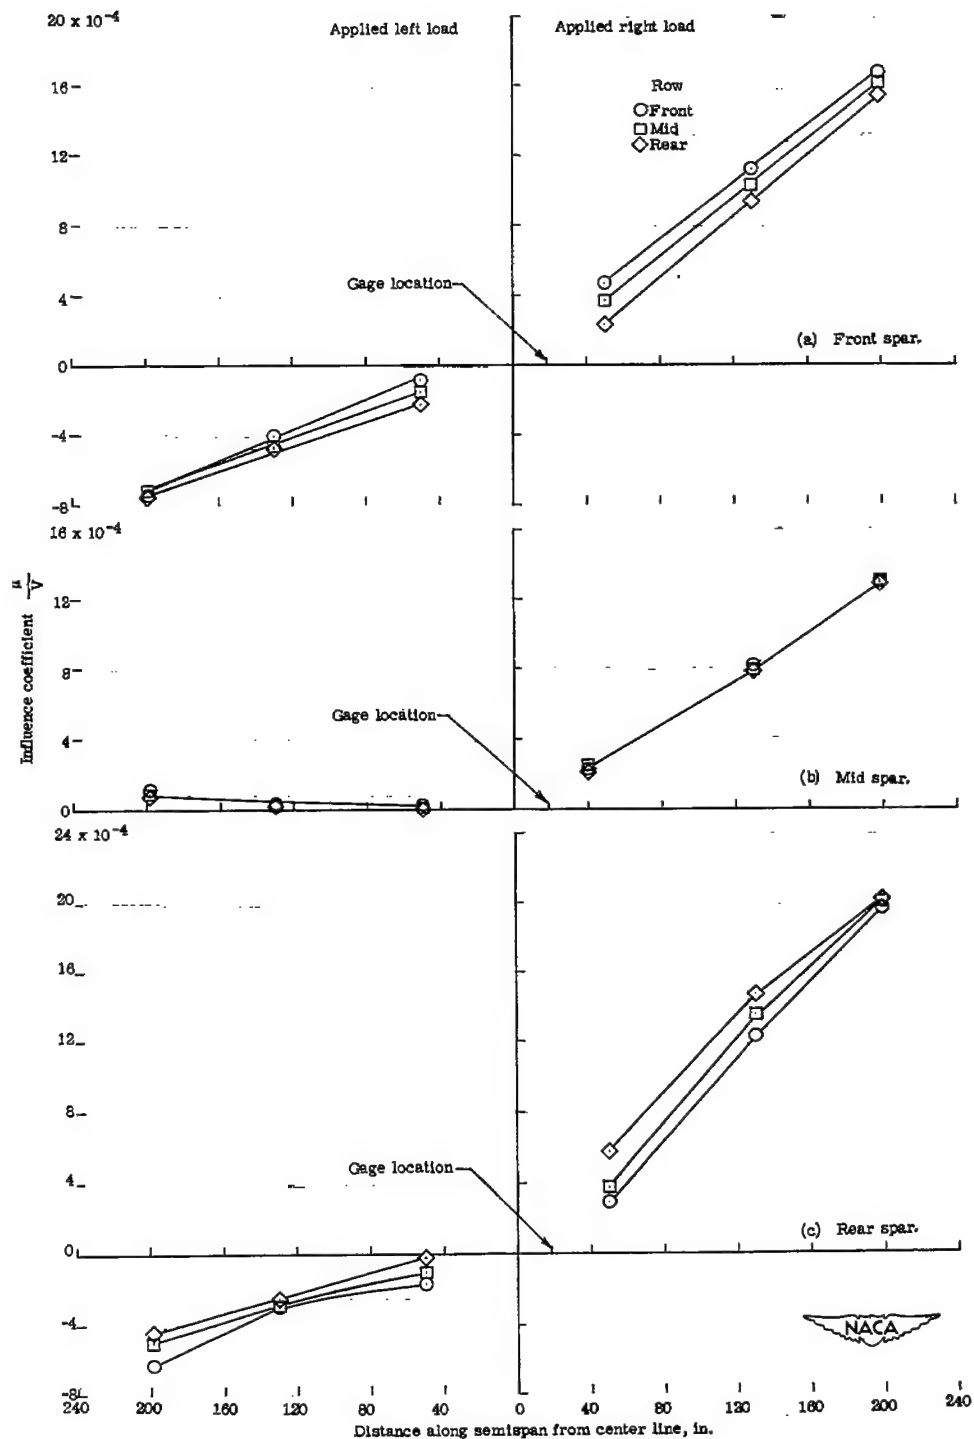 20 x 10-4
Applied left load
Applied right load
16
Row
Front
Mid
Rear
12
8
Gage location
4
(a) Front spar.
0
-4
-8
16 x 10-4
Influence coefficient μ/V
12
8
Gage location
4
(b) Mid spar.
0
24 x 10-4
20
16
12
8
Gage location
4
(c) Rear spar.
0
-4
NACA
-8
240 200 160 120 80 40 0 40 80 120 160 200 240
Distance along semispan from center line, in.